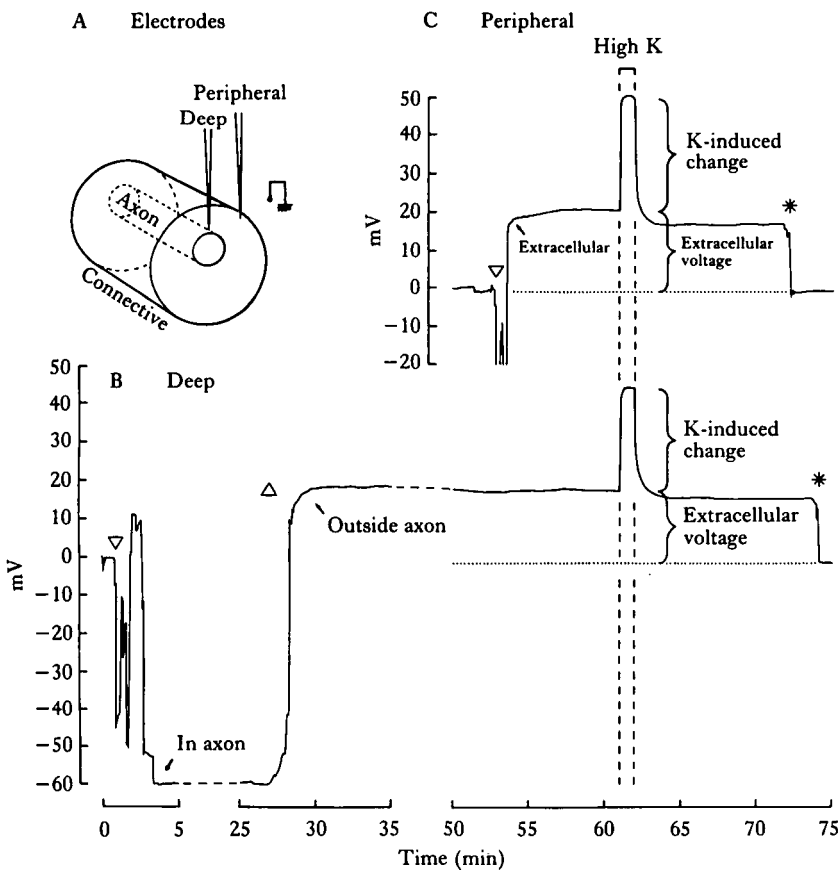 A Electrodes
Peripheral
Deep
Axon
Connective
C Peripheral
High K
50
40
30
20
10
0
−10
−20
mV
K-induced
change
*
Extracellular
Extracellular
voltage
B Deep
50
40
30
20
10
0
−10
−20
−30
−40
−50
−60
mV
In axon
Outside axon
K-induced
change
*
Extracellular
voltage
0 5 25 30 35 50 60 65 70 75
Time (min)